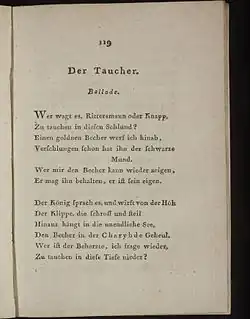 119
Der Taucher.
Ballade.
Wer wagt es, Rittersmann oder Knapp,
Zu tauchen in diesen Schlund?
Einen goldnen Becher werf ich hinab,
Verschlungen schon hat ihn der schwarze
Mund.
Wer mir den Becher kann wieder zeigen,
Er mag ihn behalten, er ist sein eigen.
Der König sprach es, und wirft von der Höh
Der Klippe, die schroff und steil
Hinaus hängt in die unendliche See,
Den Becher in der Charybde Geheul.
Wer ist der Beherzte, ich frage wieder,
Zu tauchen in diese Tiefe nieder?